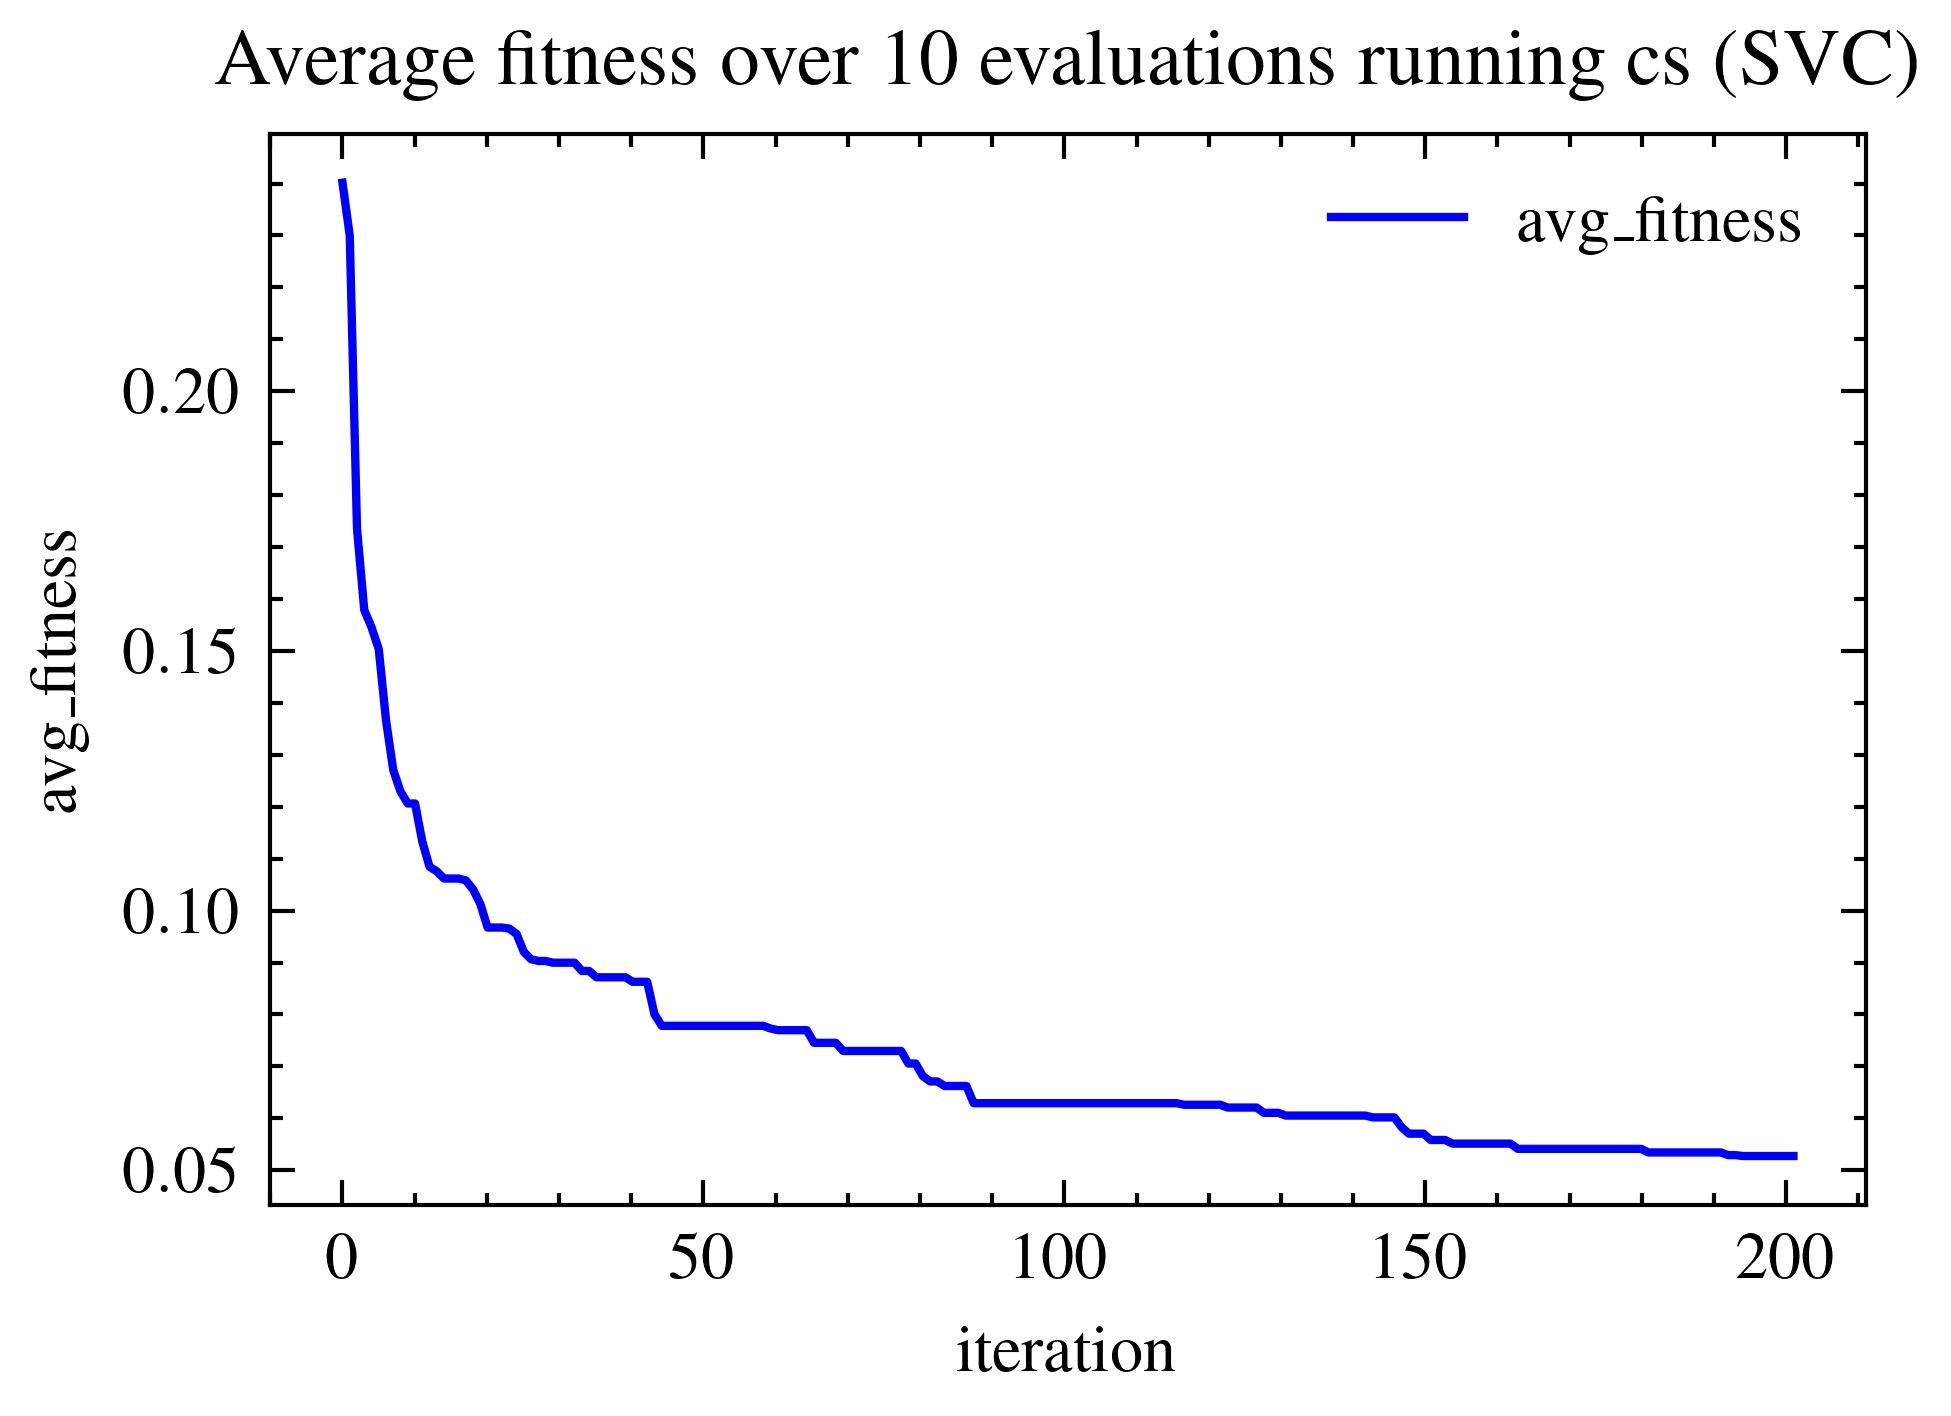 Average fitness over 10 evaluations running cs (SVC)
avg_fitness
0.20
0.15
0.10
0.05
avg_fitness
0 50 100 150 200
iteration